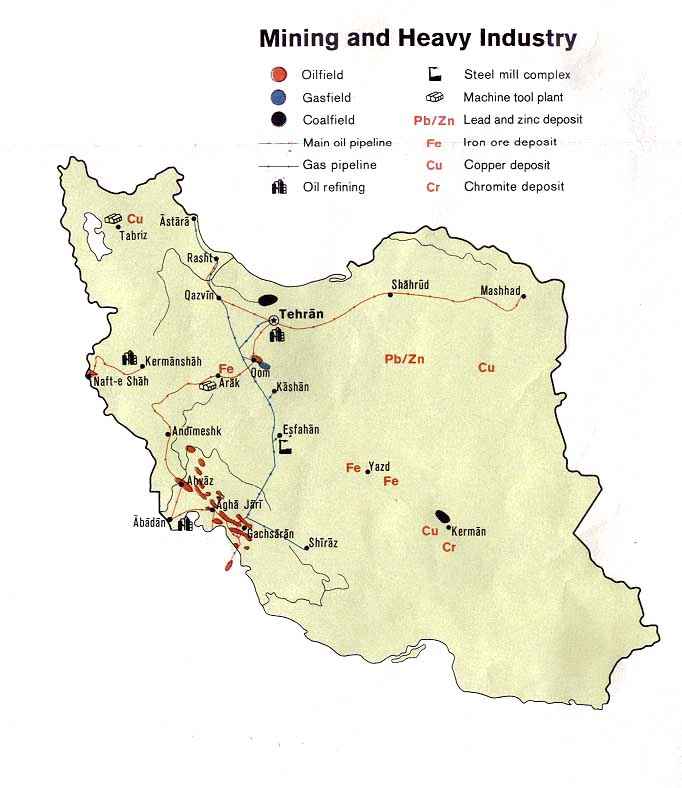 Mining and Heavy Industry
Oilfield
Steel mill complex
Gasfield
Machine tool plant
Coalfield
Pb/Zn Lead and zinc deposit
Main oil pipeline
Fe Iron ore deposit
Gas pipeline
Cu Copper deposit
Oil refining
Cr Chromite deposit
Cu
Āstārā
Tabriz
Rasht
Qazvīn
Shāhrūd
Mashhad
Tehrān
Kermānshāh
Pb/Zn
Cu
Naft-e Shāh
Fe
Qom
Arāk
Kāshān
Andīmeshk
Eşfahān
Fe Yazd
Fe
Ahvāz
Āghā Jārī
Ābādān
Gachsārān
Shīrāz
Cu Kermān
Cr